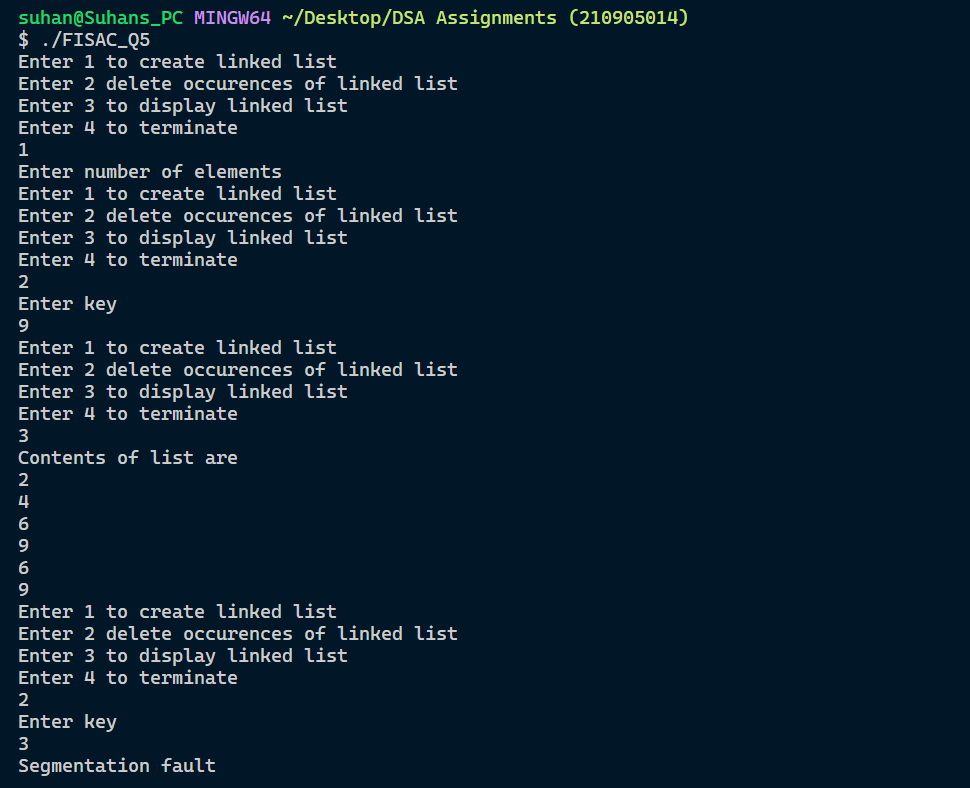 suhan@Suhans_PC MINGW64 ~/Desktop/DSA Assignments (210905014)
$ ./FISAC_Q5
Enter 1 to create linked list
Enter 2 delete occurences of linked list
Enter 3 to display linked list
Enter 4 to terminate
1
Enter number of elements
Enter 1 to create linked list
Enter 2 delete occurences of linked list
Enter 3 to display linked list
Enter 4 to terminate
2
Enter key
9
Enter 1 to create linked list
Enter 2 delete occurences of linked list
Enter 3 to display linked list
Enter 4 to terminate
3
Contents of list are
2
4
6
9
6
9
Enter 1 to create linked list
Enter 2 delete occurences of linked list
Enter 3 to display linked list
Enter 4 to terminate
2
Enter key
3
Segmentation fault